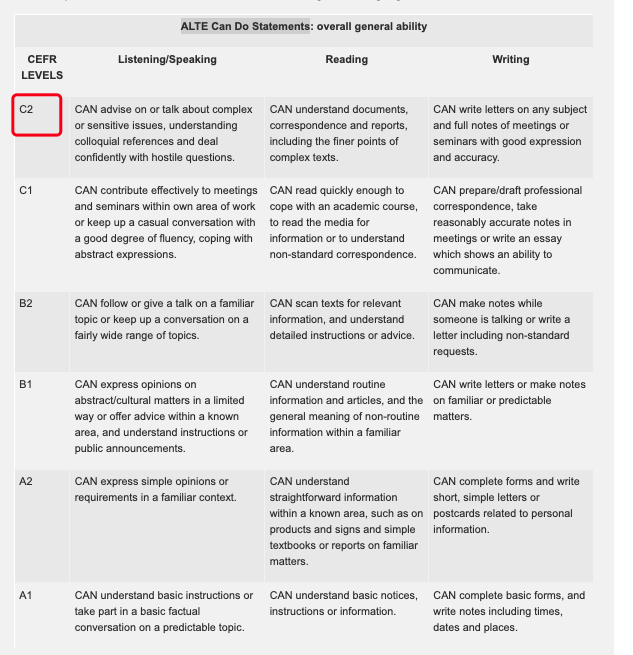 ALTE Can Do Statements: overall general ability
CEFR LEVELS Listening/Speaking Reading Writing
C2
CAN advise on or talk about complex
or sensitive issues, understanding
colloquial references and deal
confidently with hostile questions.
CAN understand documents,
correspondence and reports,
including the finer points of
complex texts.
CAN write letters on any subject
and full notes of meetings or
seminars with good expression
and accuracy.
C1
CAN contribute effectively to meetings
and seminars within own area of work
or keep up a casual conversation with
a good degree of fluency, coping with
abstract expressions.
CAN read quickly enough to
cope with an academic course,
to read the media for
information or to understand
non-standard correspondence.
CAN prepare/draft professional
correspondence, take
reasonably accurate notes in
meetings or write an essay
which shows an ability to
communicate.
B2
CAN follow or give a talk on a familiar
topic or keep up a conversation on a
fairly wide range of topics.
CAN scan texts for relevant
information, and understand
detailed instructions or advice.
CAN make notes while
someone is talking or write a
letter including non-standard
requests.
B1
CAN express opinions on
abstract/cultural matters in a limited
way or offer advice within a known
area, and understand instructions or
public announcements.
CAN understand routine
information and articles, and the
general meaning of non-routine
information within a familiar
area.
CAN write letters or make notes
on familiar or predictable
matters.
A2
CAN express simple opinions or
requirements in a familiar context.
CAN understand
straightforward information
within a known area, such as on
products and signs and simple
textbooks or reports on familiar
matters.
CAN complete forms and write
short, simple letters or
postcards related to personal
information.
A1
CAN understand basic instructions or
take part in a basic factual
conversation on a predictable topic.
CAN understand basic notices,
instructions or information.
CAN complete basic forms, and
write notes including times,
dates and places.